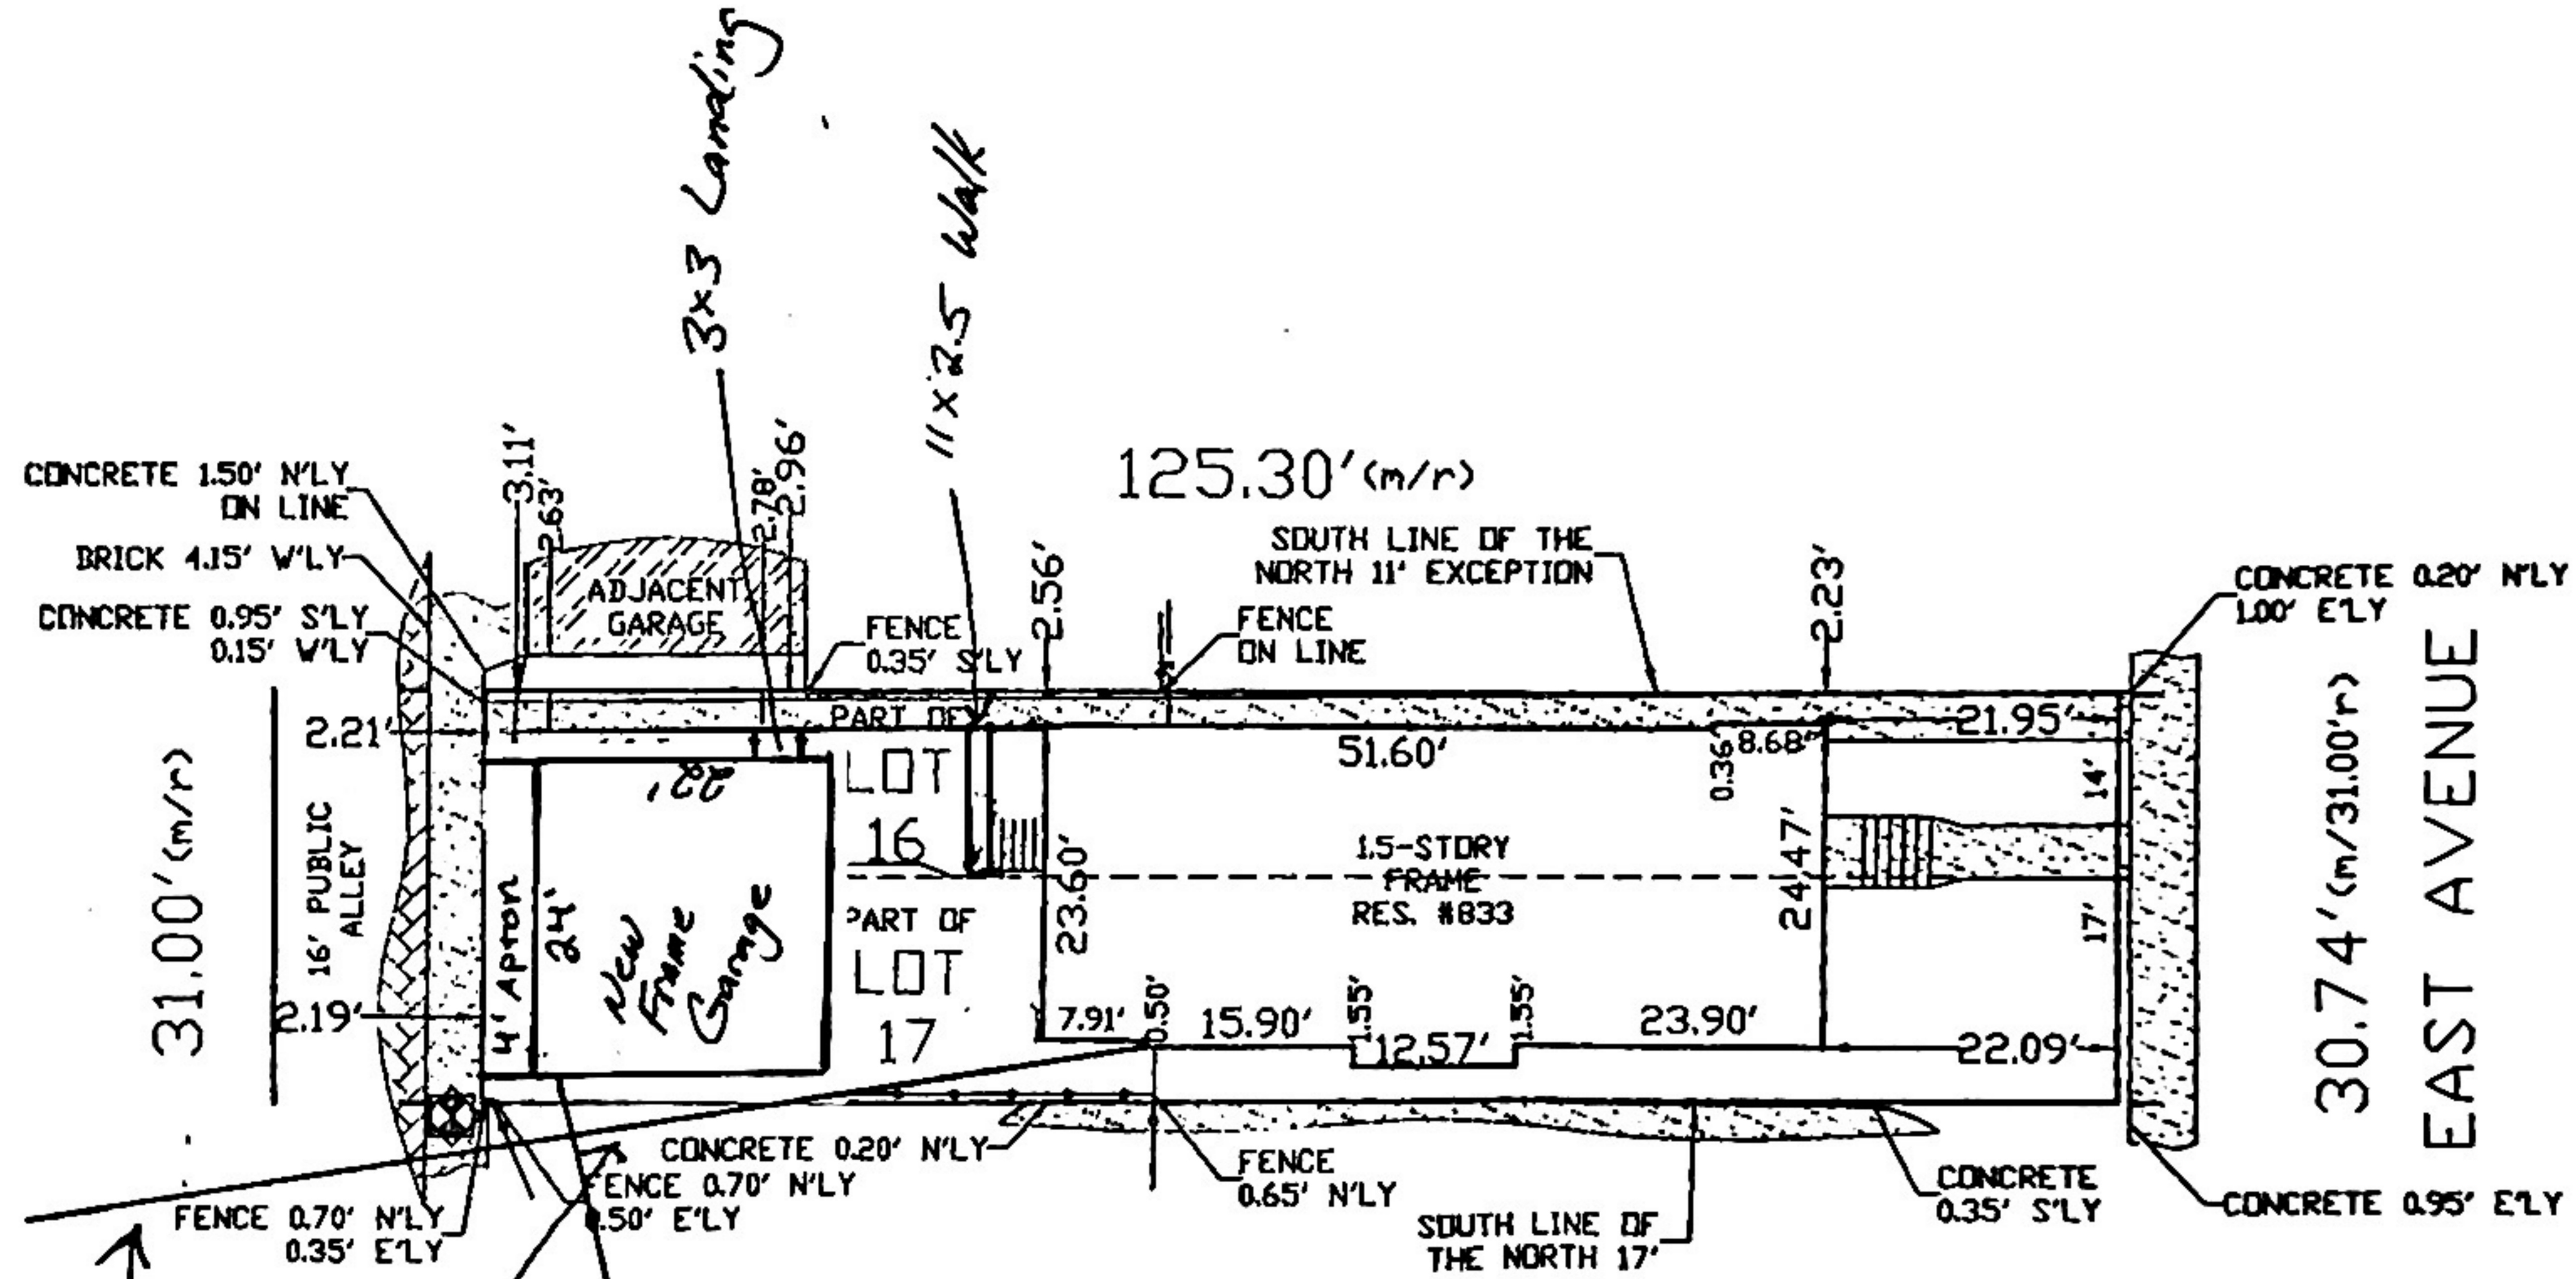 3x3 Landing
11x2.5 Walk
125.30'(m/r)
CONCRETE 1.50' N'LY
ON LINE
BRICK 4.15' W'LY
CONCRETE 0.95' S'LY
0.15' W'LY
3.11'
2.63'
2.78'
2.96'
ADJACENT
GARAGE
FENCE
0.35' S'LY
2.56'
FENCE
ON LINE
SOUTH LINE OF THE
NORTH 11' EXCEPTION
2.23'
CONCRETE 0.20' N'LY
1.00' E'LY
31.00'(m/r)
2.21'
16' PUBLIC
ALLEY
2.19'
4' Apron
24'
22'
New
Frame
Garage
PART OF
LOT
16
PART OF
LOT
17
51.60'
0.36'
8.68'
21.95'
14'
23.60'
1.5-STORY
FRAME
RES. #833
24.47'
17'
7.91'
0.50'
15.90'
1.55'
12.57'
1.55'
23.90'
22.09'
30.74'(m/31.00'r)
EAST AVENUE
CONCRETE 0.20' N'LY
FENCE 0.70' N'LY
.50' E'LY
FENCE 0.70' N'LY
0.35' E'LY
FENCE
0.65' N'LY
SOUTH LINE OF
THE NORTH 17'
CONCRETE
0.35' S'LY
CONCRETE 0.95' E'LY